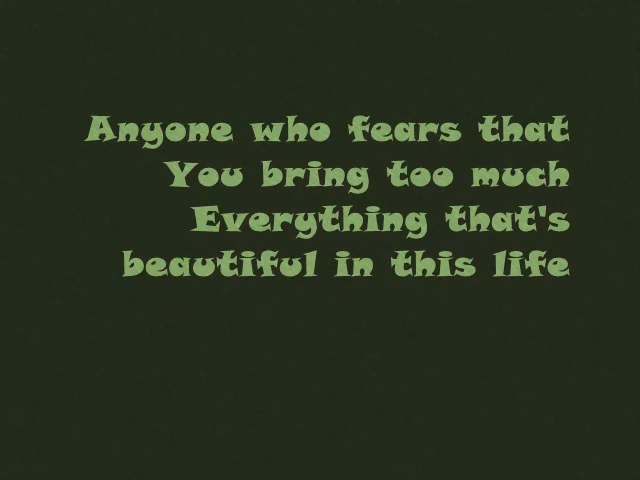 Anyone who fears that
You bring too much
Everything that's
beautiful in this life